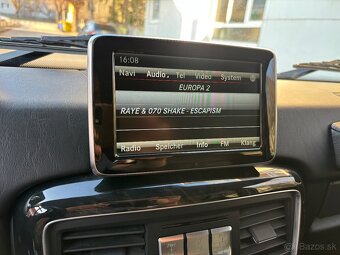 16:08
Navi Audio Tel Video System
EUROPA 2
RAYE & 070 SHAKE - ESCAPISM
Radio Speicher Info FM Klang
© bazos.sk